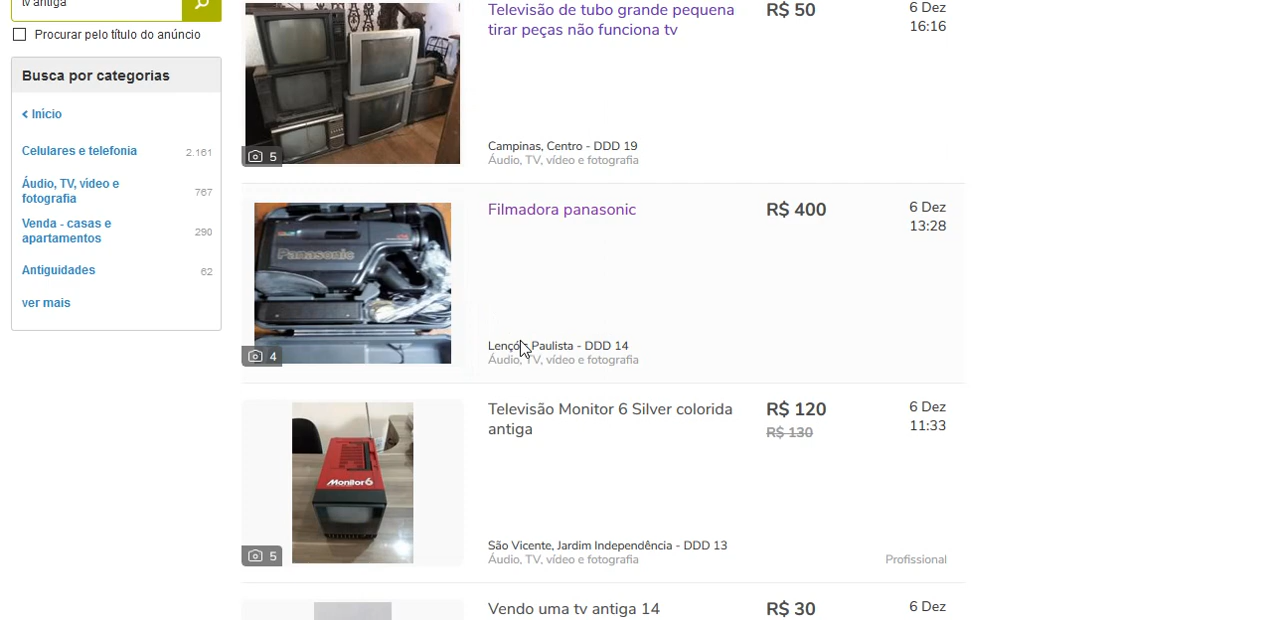 tv antiga
Procurar pelo título do anúncio
Busca por categorias
Início
Celulares e telefonia 2.161
Áudio, TV, vídeo e
fotografia 767
Venda - casas e
apartamentos 290
Antiguidades 62
ver mais
Televisão de tubo grande pequena
tirar peças não funciona tv
R$ 50
6 Dez
16:16
5
Campinas, Centro - DDD 19
Áudio, TV, vídeo e fotografia
Filmadora panasonic
R$ 400
6 Dez
13:28
Panasonic
4
Paulista - DDD 14
Áudio, TV, vídeo e fotografia
Televisão Monitor 6 Silver colorida
antiga
R$ 120
R$ 130
6 Dez
11:33
Monitor6
5
São Vicente, Jardim Independência - DDD 13
Áudio, TV, vídeo e fotografia
Profissional
Vendo uma tv antiga 14
R$ 30
6 Dez